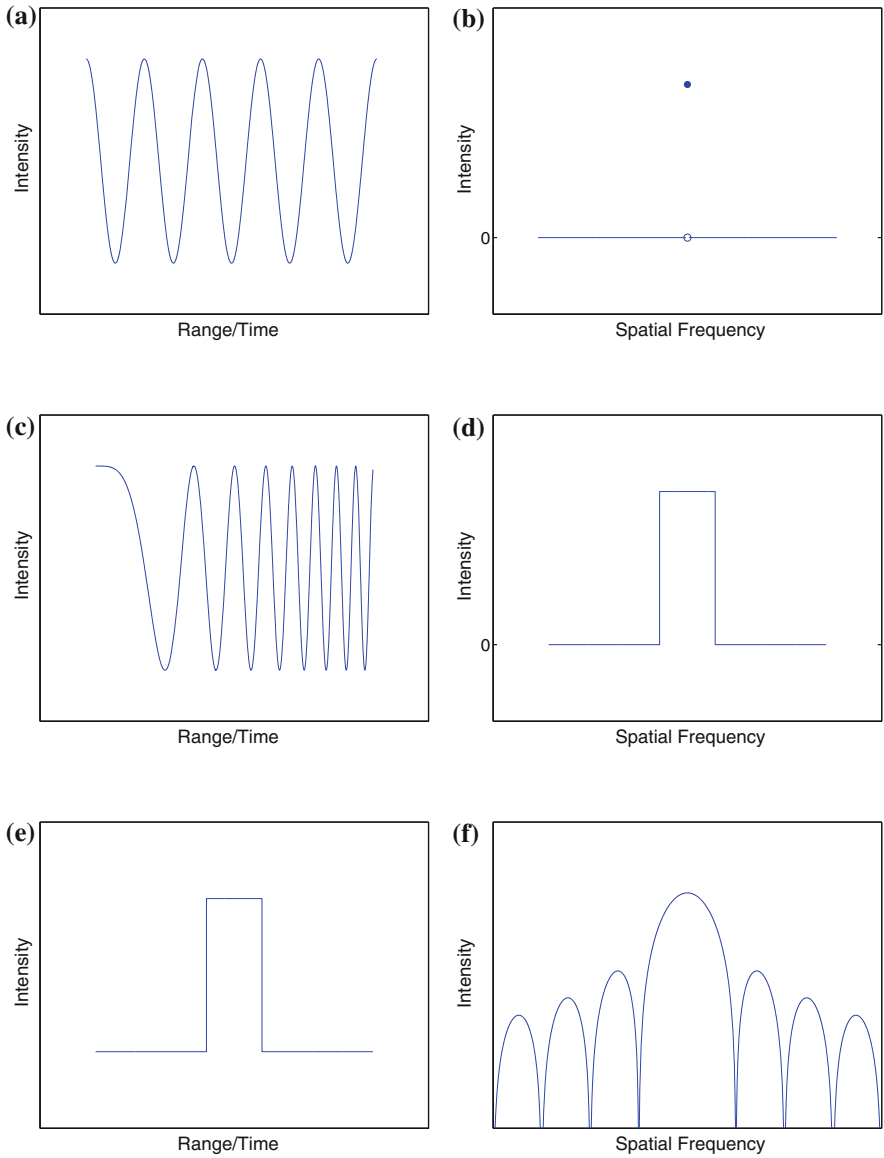 (a)
Intensity
Range/Time
(b)
Intensity
0
Spatial Frequency
(c)
Intensity
Range/Time
(d)
Intensity
0
Spatial Frequency
(e)
Intensity
Range/Time
(f)
Intensity
Spatial Frequency